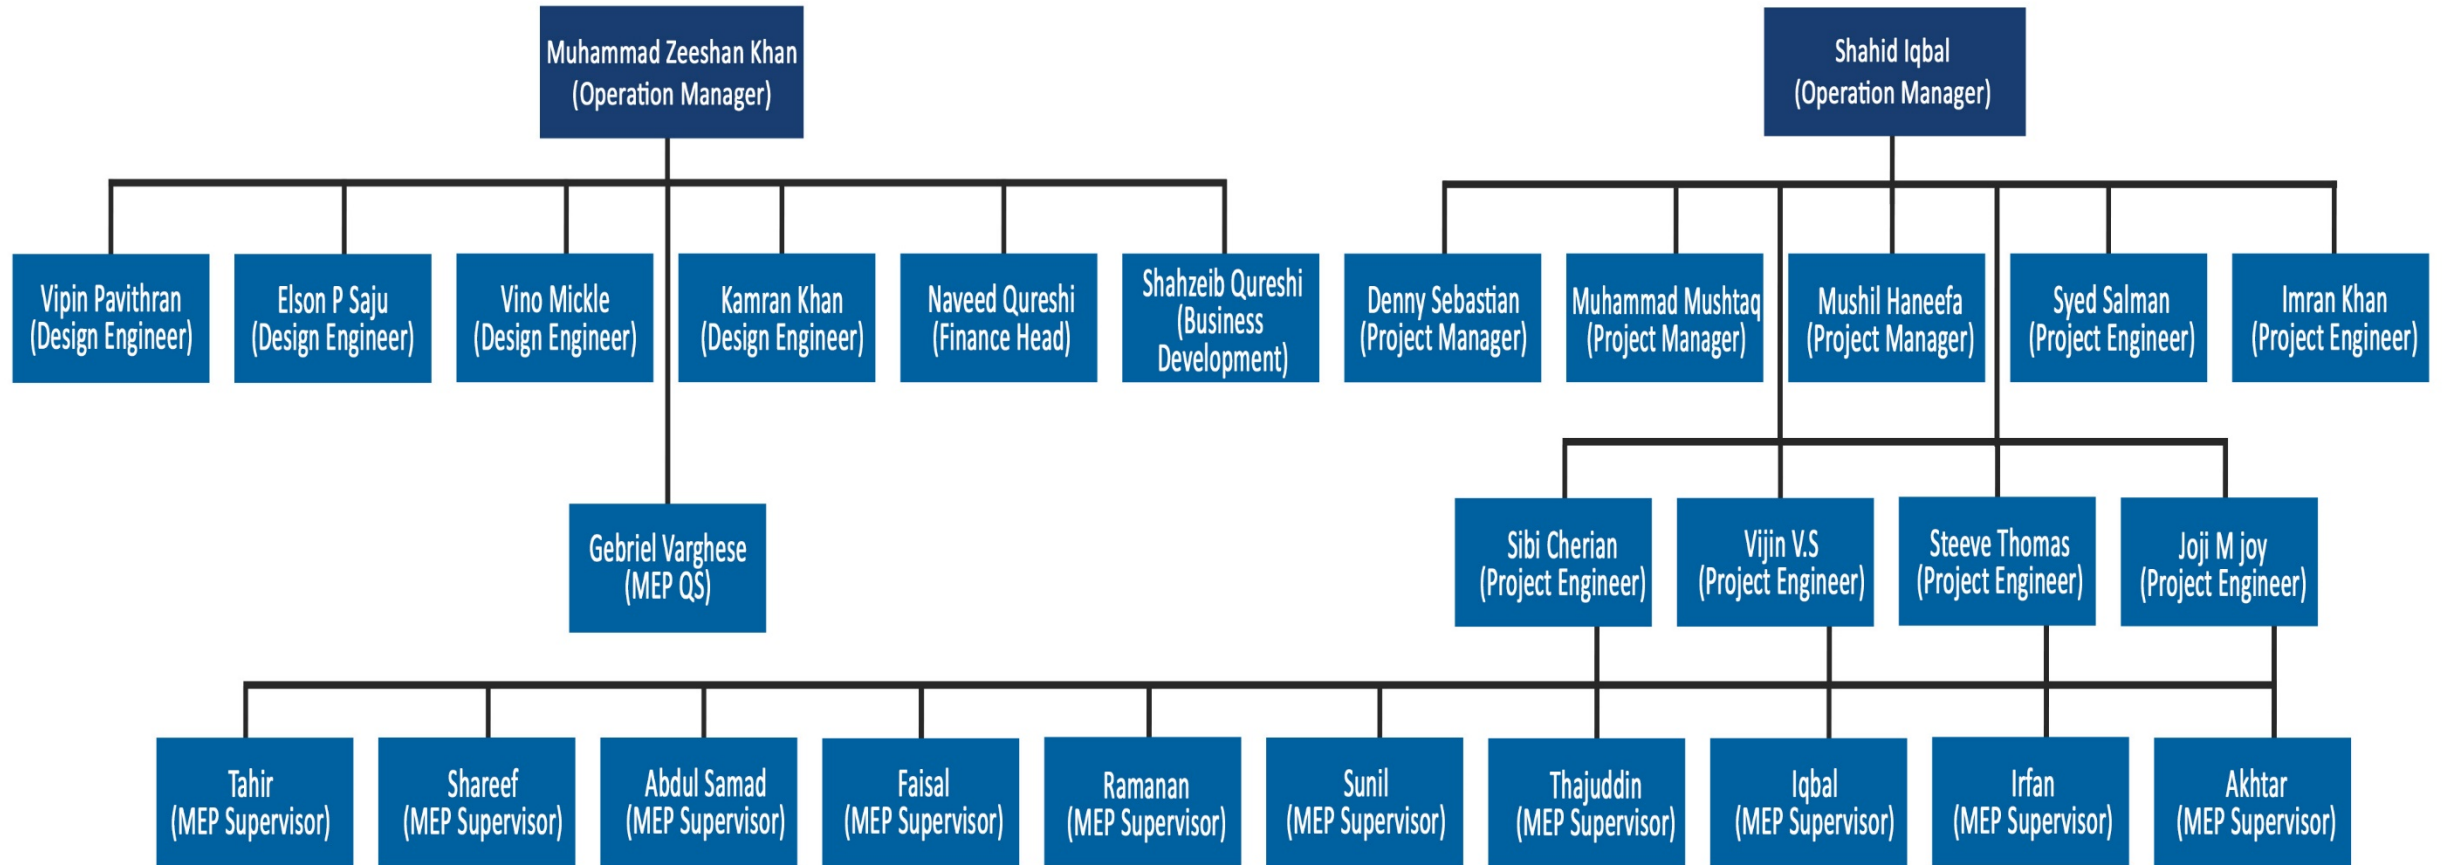 Muhammad Zeeshan Khan
(Operation Manager)
Shahid Iqbal
(Operation Manager)
Vipin Pavithran
(Design Engineer)
Elson P Saju
(Design Engineer)
Vino Mickle
(Design Engineer)
Kamran Khan
(Design Engineer)
Naveed Qureshi
(Finance Head)
Shahzeib Qureshi
(Business
Development)
Denny Sebastian
(Project Manager)
Muhammad Mushtaq
(Project Manager)
Mushil Haneefa
(Project Manager)
Syed Salman
(Project Engineer)
Imran Khan
(Project Engineer)
Gebriel Varghese
(MEP QS)
Sibi Cherian
(Project Engineer)
Vijin V.S
(Project Engineer)
Steeve Thomas
(Project Engineer)
Joji M joy
(Project Engineer)
Tahir
(MEP Supervisor)
Shareef
(MEP Supervisor)
Abdul Samad
(MEP Supervisor)
Faisal
(MEP Supervisor)
Ramanan
(MEP Supervisor)
Sunil
(MEP Supervisor)
Thajuddin
(MEP Supervisor)
Iqbal
(MEP Supervisor)
Irfan
(MEP Supervisor)
Akhtar
(MEP Supervisor)